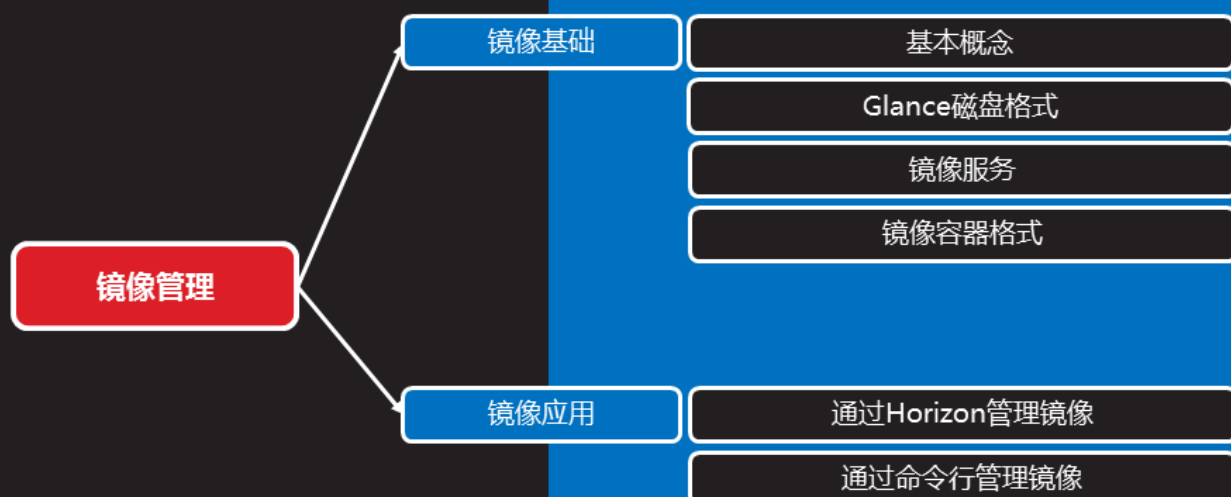 镜像管理
镜像基础
基本概念
Glance磁盘格式
镜像服务
镜像容器格式
镜像应用
通过Horizon管理镜像
通过命令行管理镜像